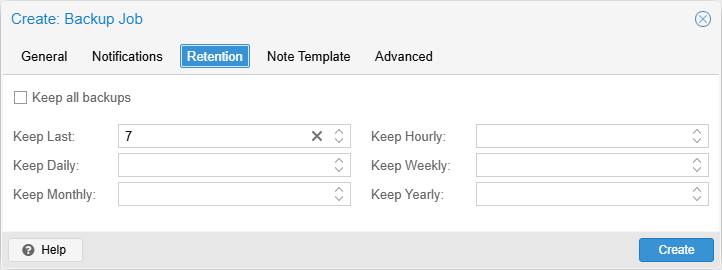 Create: Backup Job
General Notifications Retention Note Template Advanced
Keep all backups
Keep Last: 7 Keep Hourly:
Keep Daily: Keep Weekly:
Keep Monthly: Keep Yearly:
? Help Create